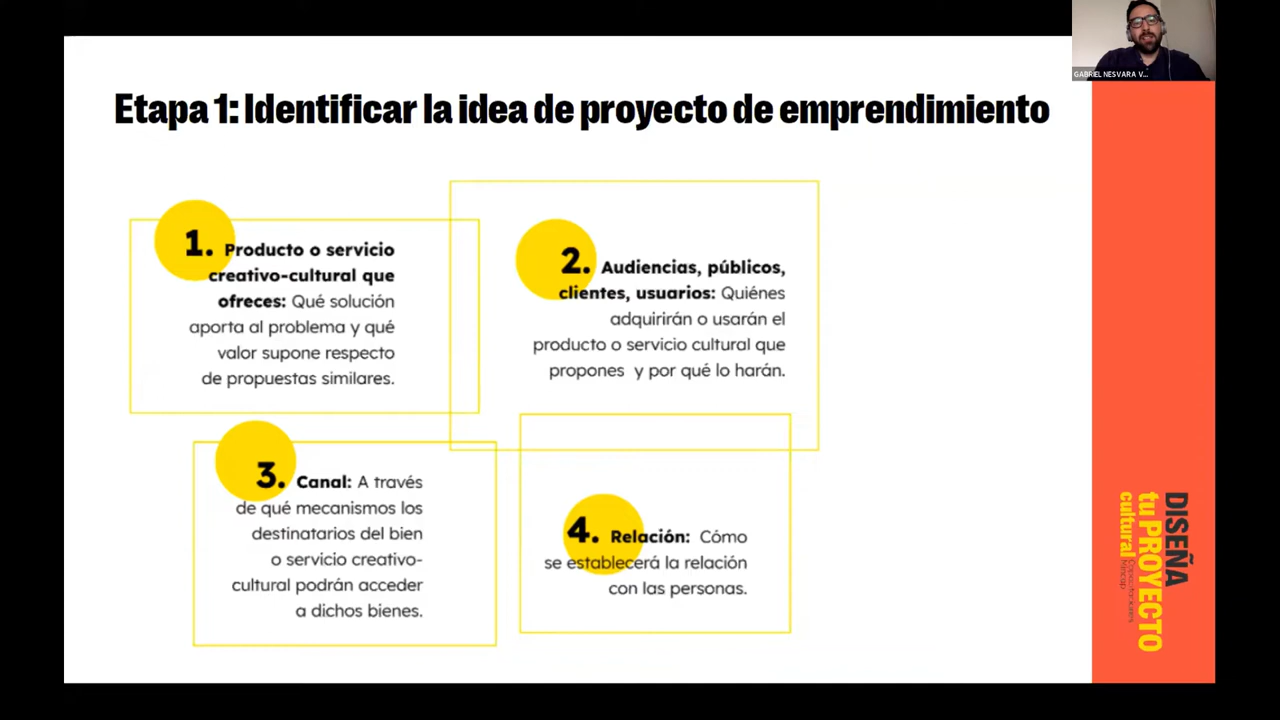 GABRIEL NESVARA V...
Etapa 1: Identificar la idea de proyecto de emprendimiento
1. Producto o servicio
creativo-cultural que
ofreces: Qué solución
aporta al problema y qué
valor supone respecto
de propuestas similares.
2. Audiencias, públicos,
clientes, usuarios: Quiénes
adquirirán o usarán el
producto o servicio cultural que
propones y por qué lo harán.
3. Canal: A través
de qué mecanismos los
destinatarios del bien
o servicio creativo-
cultural podrán acceder
a dichos bienes.
4. Relación: Cómo
se establecerá la relación
con las personas.
DISEÑA
tu PROYECTO
cultural
Capacitaciones
Mincap